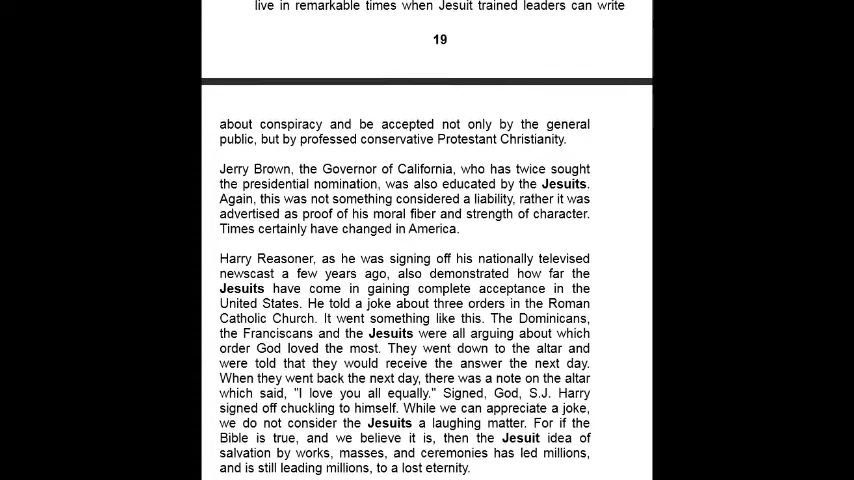 live in remarkable times when Jesuit trained leaders can write
19
about conspiracy and be accepted not only by the general
public, but by professed conservative Protestant Christianity.
Jerry Brown, the Governor of California, who has twice sought
the presidential nomination, was also educated by the Jesuits.
Again, this was not something considered a liability, rather it was
advertised as proof of his moral fiber and strength of character.
Times certainly have changed in America.
Harry Reasoner, as he was signing off his nationally televised
newscast a few years ago, also demonstrated how far the
Jesuits have come in gaining complete acceptance in the
United States. He told a joke about three orders in the Roman
Catholic Church. It went something like this. The Dominicans,
the Franciscans and the Jesuits were all arguing about which
order God loved the most. They went down to the altar and
were told that they would receive the answer the next day.
When they went back the next day, there was a note on the altar
which said, "I love you all equally." Signed, God, S.J. Harry
signed off chuckling to himself. While we can appreciate a joke,
we do not consider the Jesuits a laughing matter. For if the
Bible is true, and we believe it is, then the Jesuit idea of
salvation by works, masses, and ceremonies has led millions,
and is still leading millions, to a lost eternity.